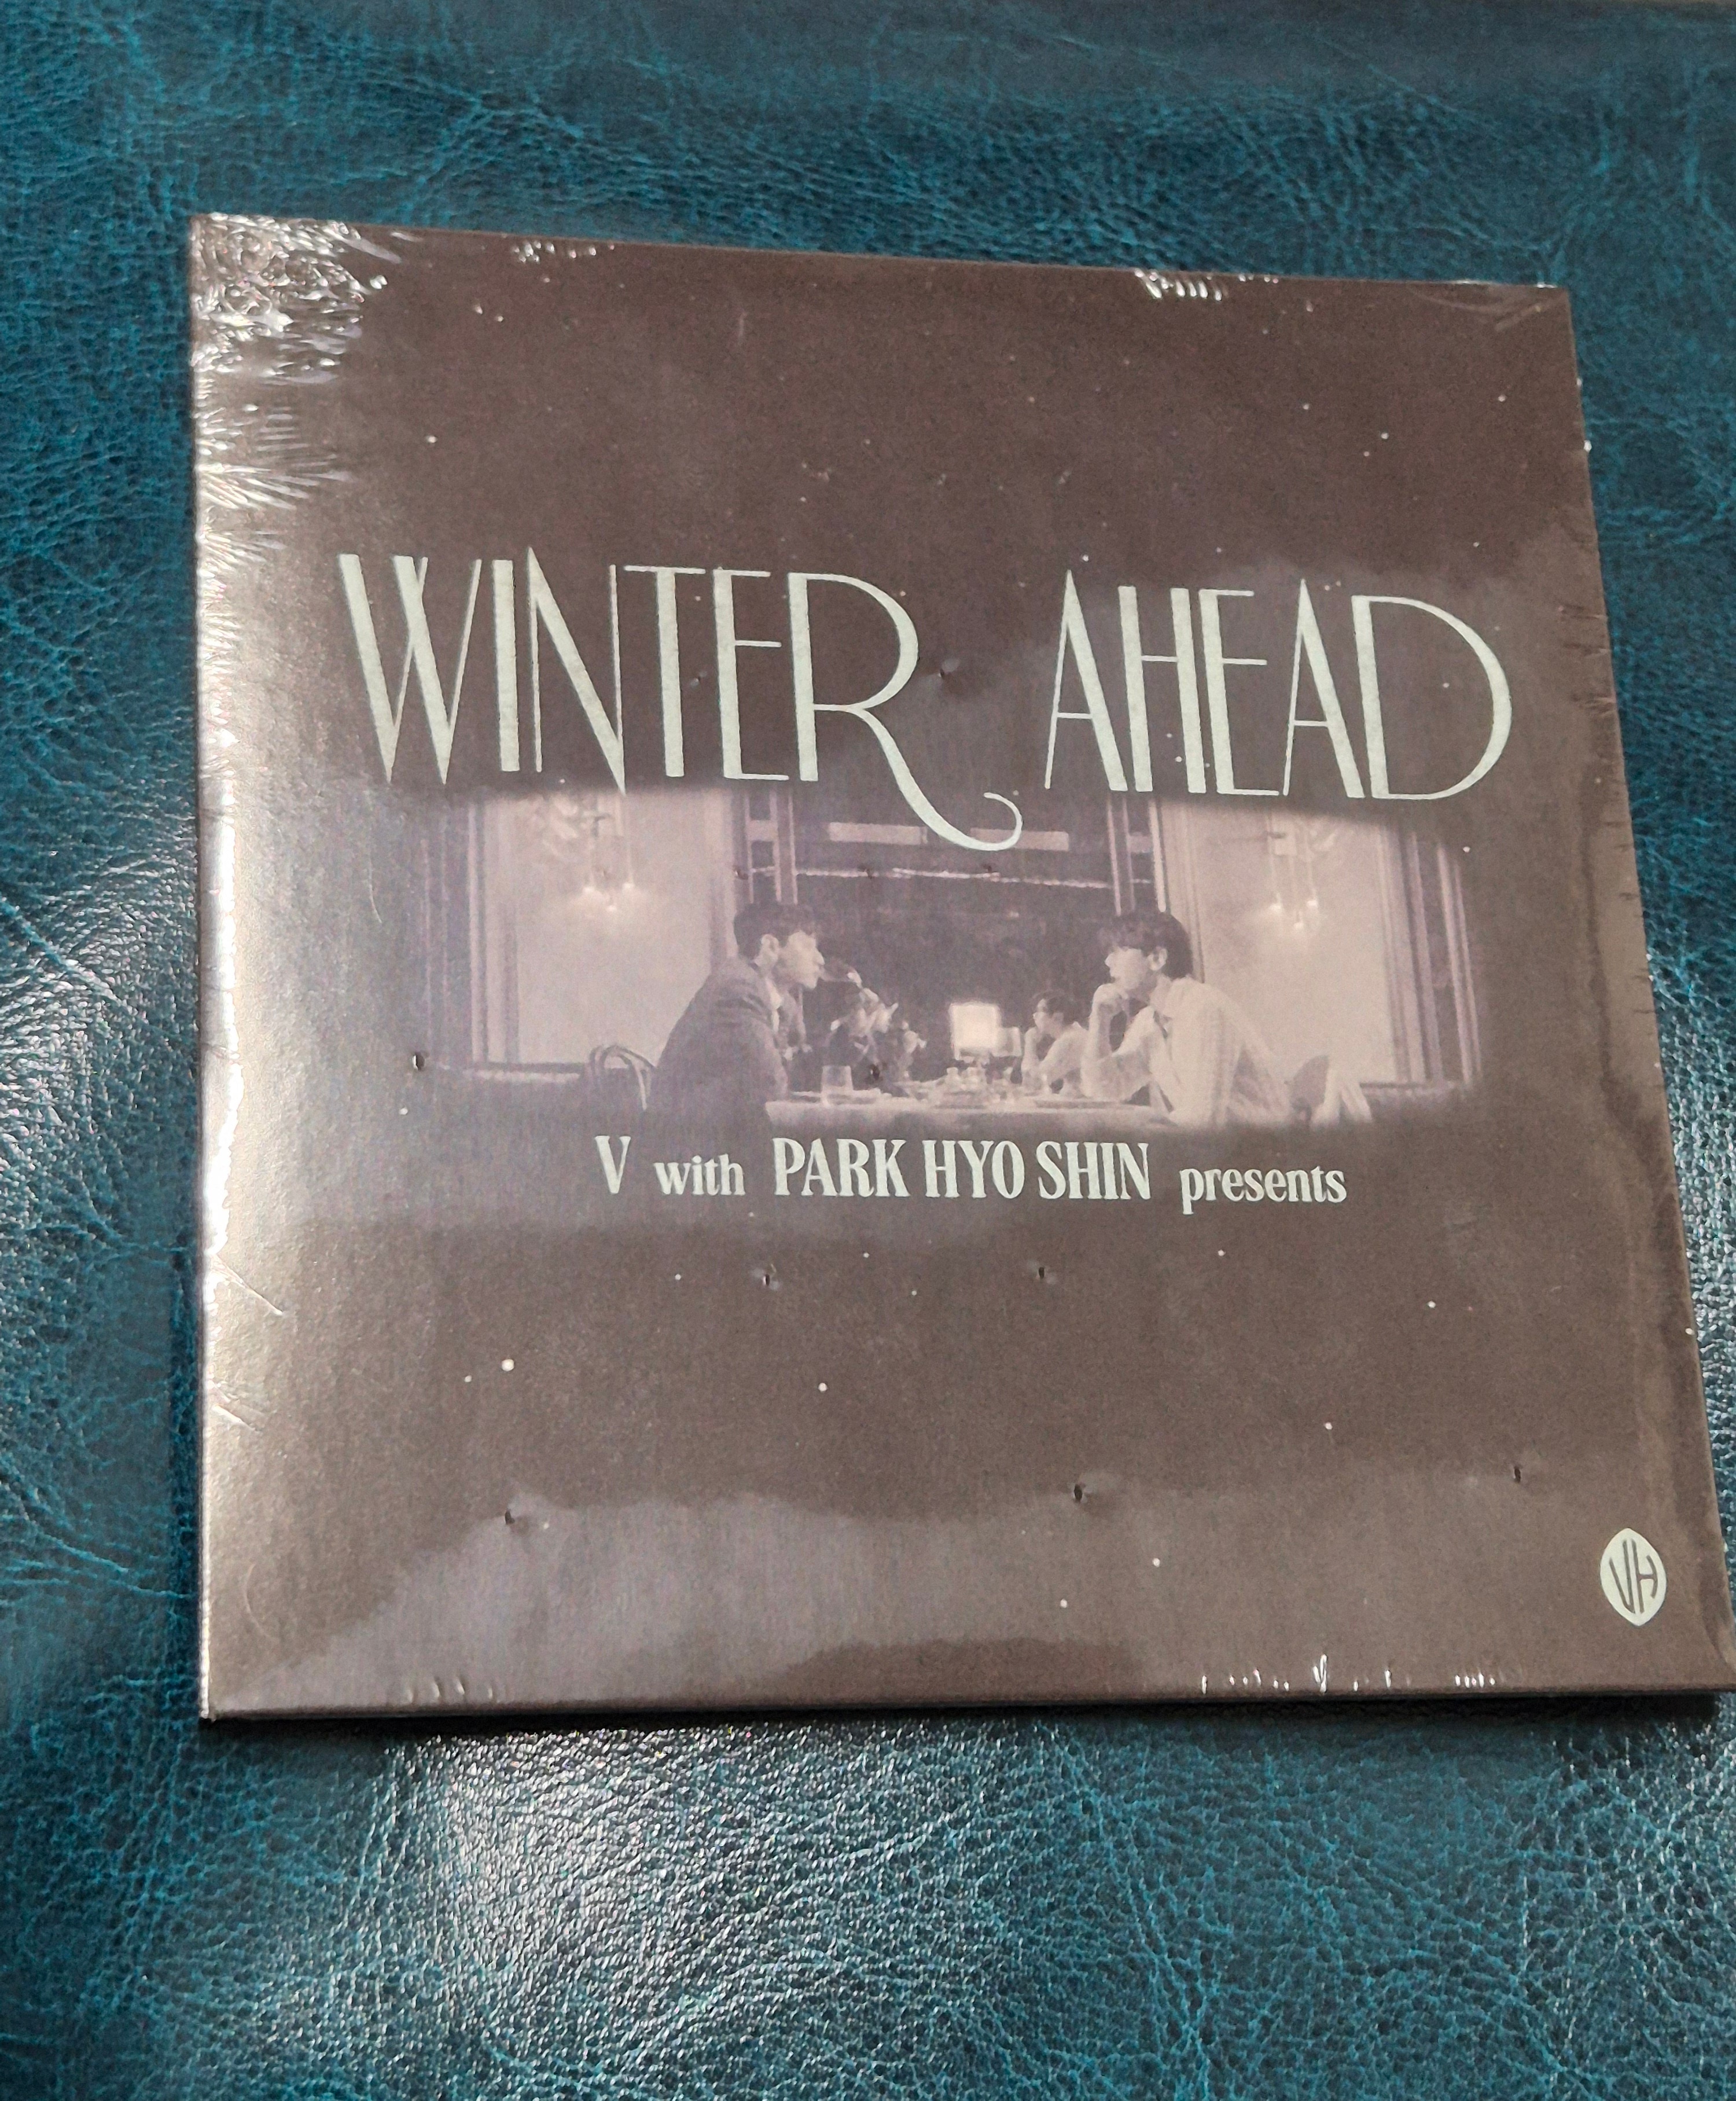 WINTER AHEAD
V with PARK HYO SHIN presents
VH